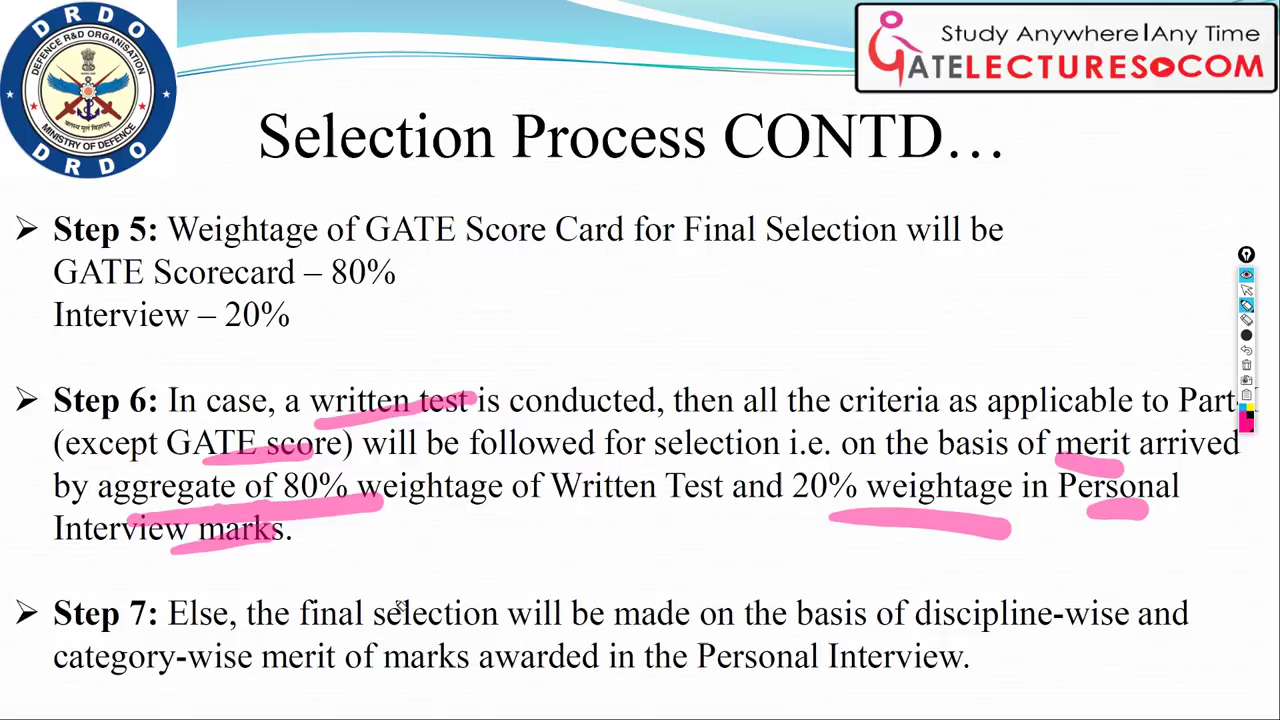 DRDO
DEFENCE R&D ORGANISATION
MINISTRY OF DEFENCE
DRDO
Study Anywhere|Any Time
GATELECTURES.COM
Selection Process CONTD…
➢ Step 5: Weightage of GATE Score Card for Final Selection will be
GATE Scorecard – 80%
Interview – 20%
➢ Step 6: In case, a written test is conducted, then all the criteria as applicable to Part
(except GATE score) will be followed for selection i.e. on the basis of merit arrived
by aggregate of 80% weightage of Written Test and 20% weightage in Personal
Interview marks.
➢ Step 7: Else, the final selection will be made on the basis of discipline-wise and
category-wise merit of marks awarded in the Personal Interview.